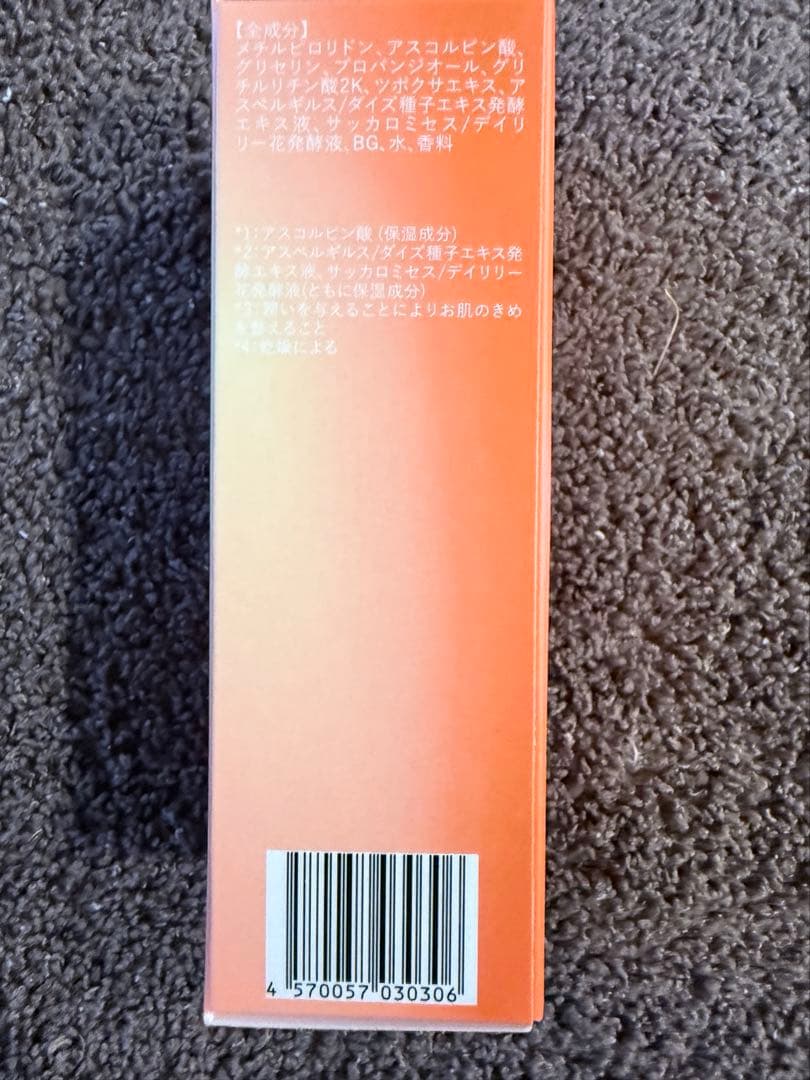 【全成分】
メチルピロリドン、アスコルビン酸、
グリセリン、プロパンジオール、グリ
チルリチン酸2K、ツボクサエキス、ア
スペルギルス/ダイズ種子エキス発酵
エキス液、サッカロミセス/デイリ
リー花発酵液、BG、水、香料
*1:アスコルビン酸(保湿成分)
*2:アスペルギルス/ダイズ種子エキス発
酵エキス液、サッカロミセス/デイリリー
花発酵液(ともに保湿成分)
*3:潤いを与えることによりお肌のきめ
を整えること
*4:乾燥による
4 570057 030306